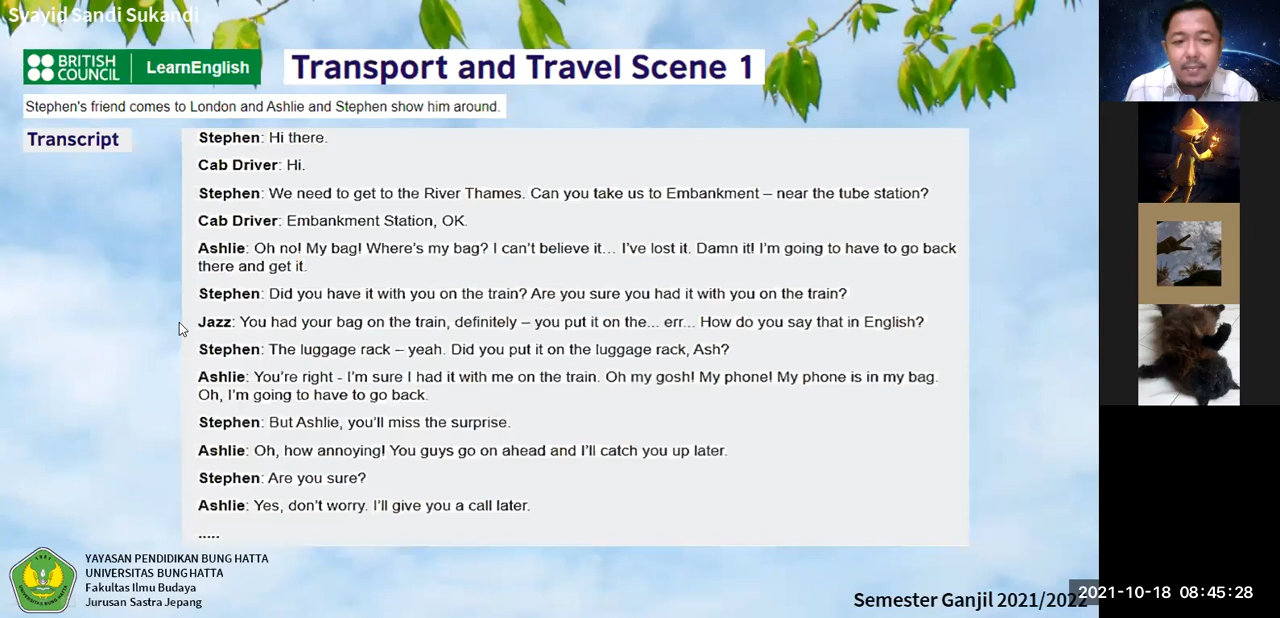 Syayid Sandi Sukandi
BRITISH COUNCIL LearnEnglish
Transport and Travel Scene 1
Stephen's friend comes to London and Ashlie and Stephen show him around.
Transcript
Stephen: Hi there.
Cab Driver: Hi.
Stephen: We need to get to the River Thames. Can you take us to Embankment – near the tube station?
Cab Driver: Embankment Station, OK.
Ashlie: Oh no! My bag! Where's my bag? I can't believe it... I've lost it. Damn it! I'm going to have to go back
there and get it.
Stephen: Did you have it with you on the train? Are you sure you had it with you on the train?
Jazz: You had your bag on the train, definitely – you put it on the... err... How do you say that in English?
Stephen: The luggage rack – yeah. Did you put it on the luggage rack, Ash?
Ashlie: You're right - I'm sure I had it with me on the train. Oh my gosh! My phone! My phone is in my bag.
Oh, I'm going to have to go back.
Stephen: But Ashlie, you'll miss the surprise.
Ashlie: Oh, how annoying! You guys go on ahead and I'll catch you up later.
Stephen: Are you sure?
Ashlie: Yes, don't worry. I'll give you a call later.
.....
YAYASAN PENDIDIKAN BUNG HATTA
UNIVERSITAS BUNG HATTA
Fakultas Ilmu Budaya
Jurusan Sastra Jepang
Semester Ganjil 2021/2022
2021-10-18 08:45:28